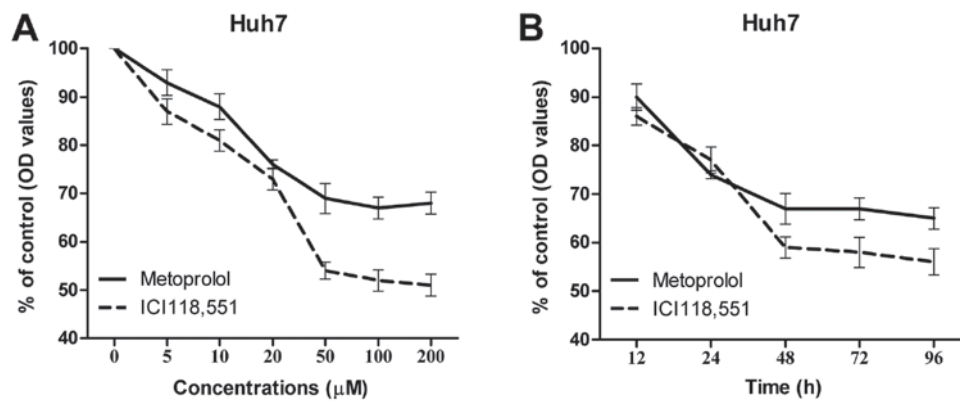 A
Huh7
% of control (OD values)
100
90
80
70
60
50
40
Metoprolol
ICI118,551
0 5 10 20 50 100 200
Concentrations (μM)
B
Huh7
% of control (OD values)
100
90
80
70
60
50
40
Metoprolol
ICI118,551
12 24 48 72 96
Time (h)